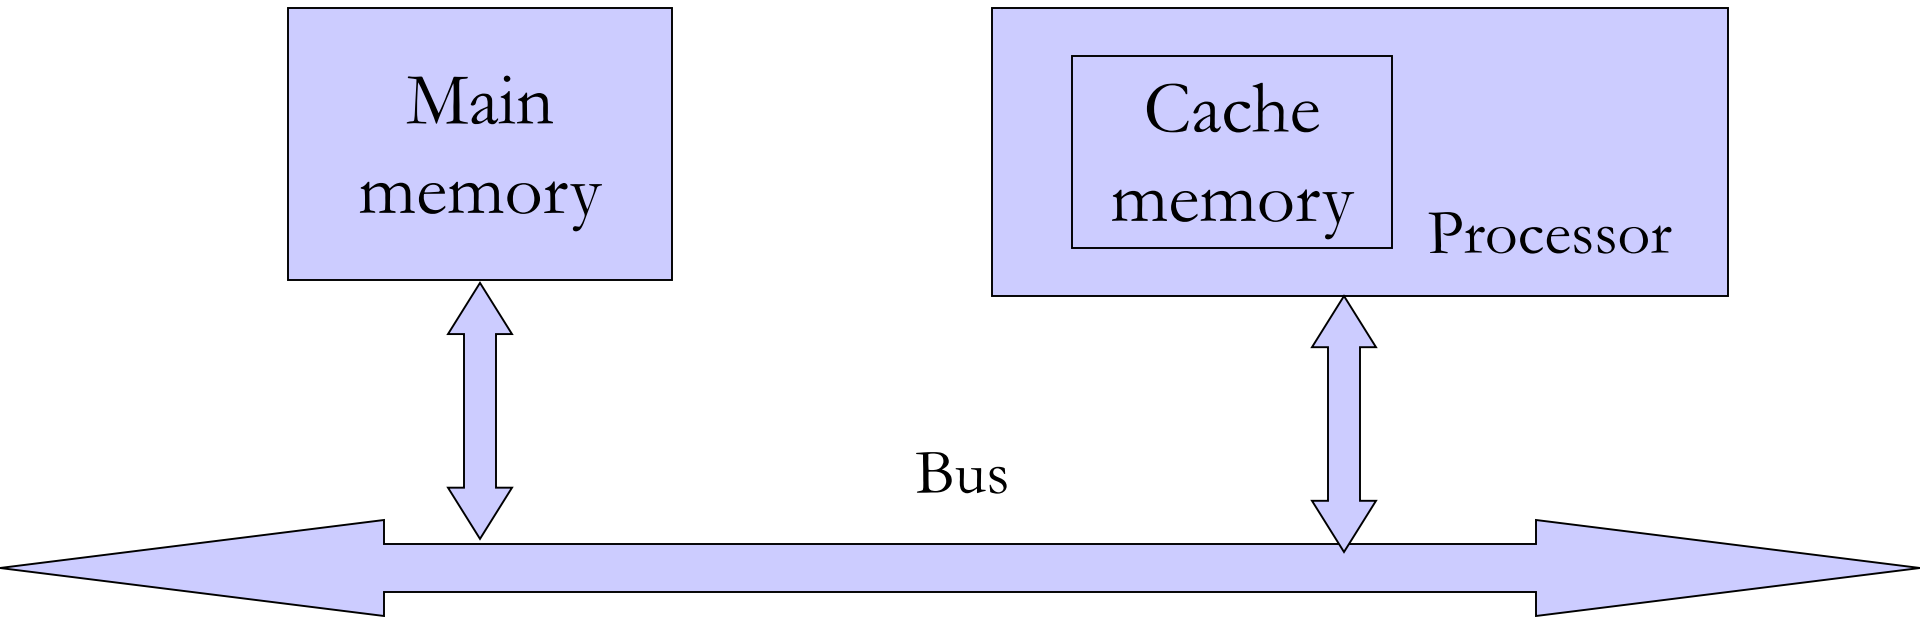 Main
memory
Cache
memory
Processor
Bus